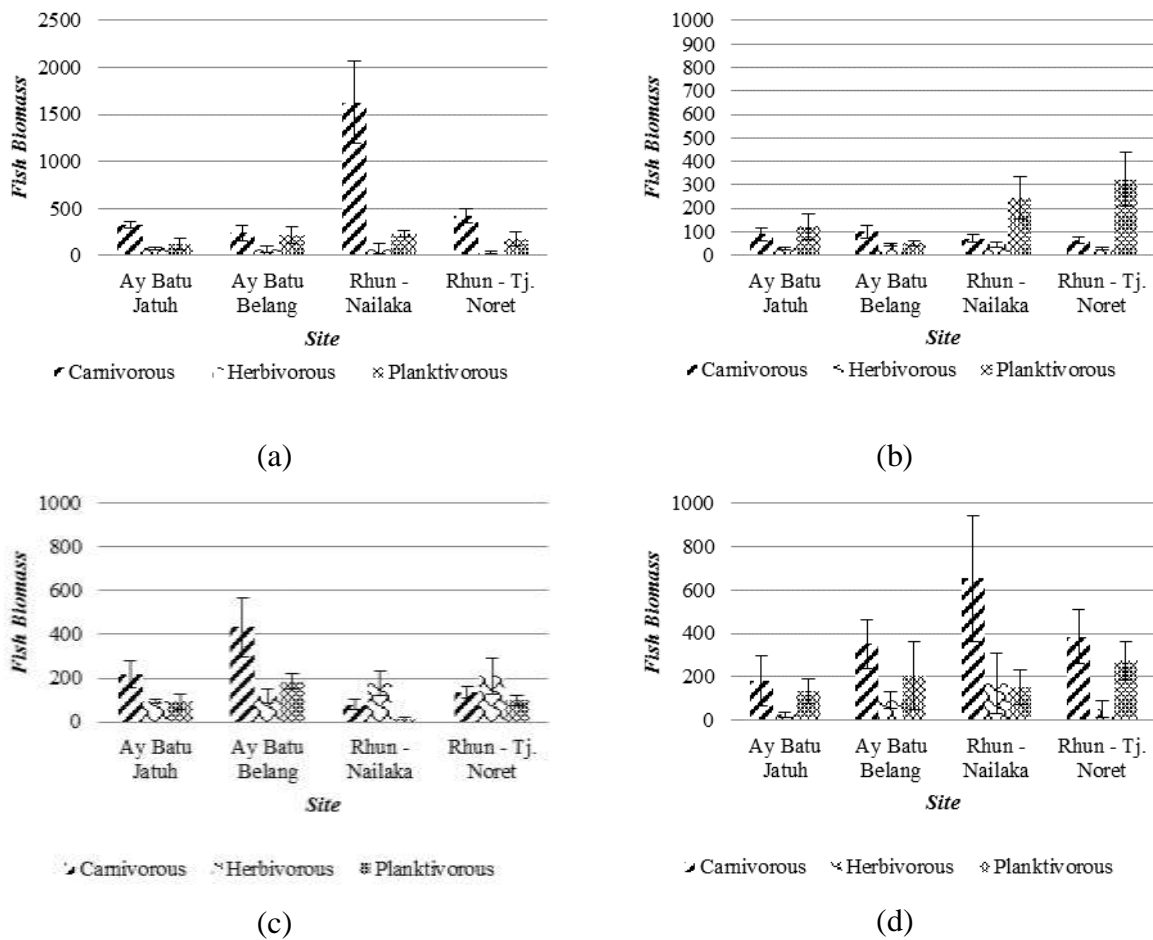 2500
2000
1500
1000
500
0
Fish Biomass
Ay Batu Jatuh
Ay Batu Belang
Rhun - Nailaka
Rhun - Tj. Noret
Site
Carnivorous Herbivorous Planktivorous
(a)
1000
900
800
700
600
500
400
300
200
100
0
Fish Biomass
Ay Batu Jatuh
Ay Batu Belang
Rhun - Nailaka
Rhun - Tj. Noret
Site
Carnivorous Herbivorous Planktivorous
(b)
1000
800
600
400
200
0
Fish Biomass
Ay Batu Jatuh
Ay Batu Belang
Rhun - Nailaka
Rhun - Tj. Noret
Site
Carnivorous Herbivorous Planktivorous
(c)
1000
800
600
400
200
0
Fish Biomass
Ay Batu Jatuh
Ay Batu Belang
Rhun - Nailaka
Rhun - Tj. Noret
Site
Carnivorous Herbivorous Planktivorous
(d)